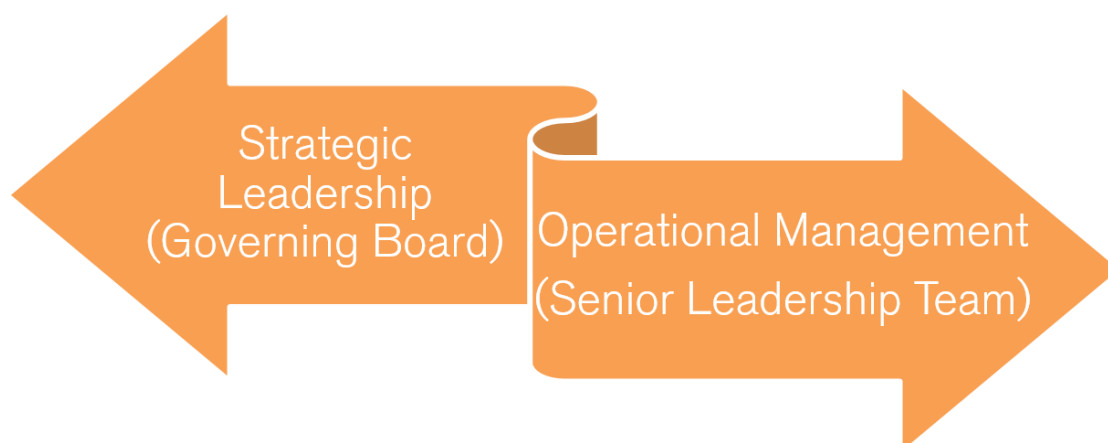 Strategic
Leadership
(Governing Board)
Operational Management
(Senior Leadership Team)